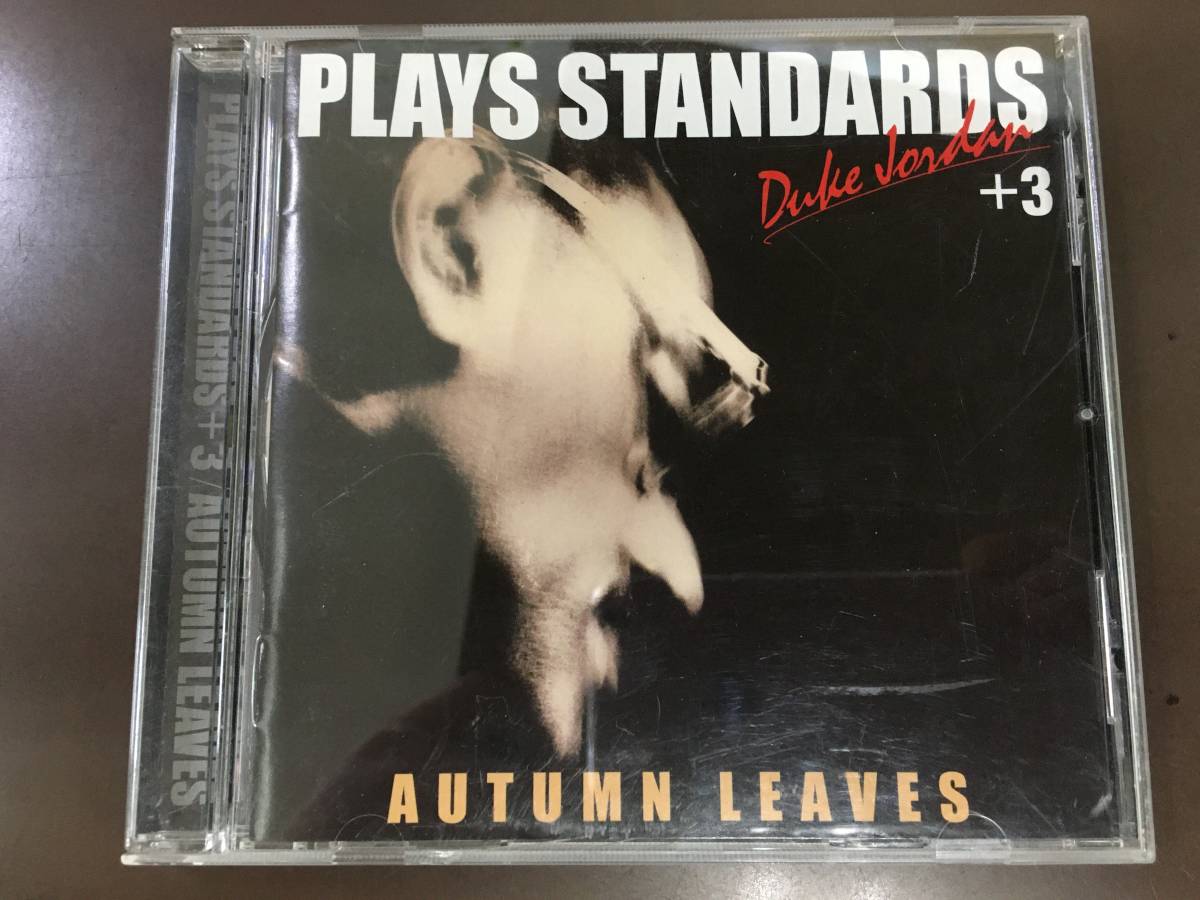 PLAYS STANDARDS
Duke Jordan
+3
AUTUMN LEAVES
PLAYS STANDARDS+3/AUTUMN LEAVES